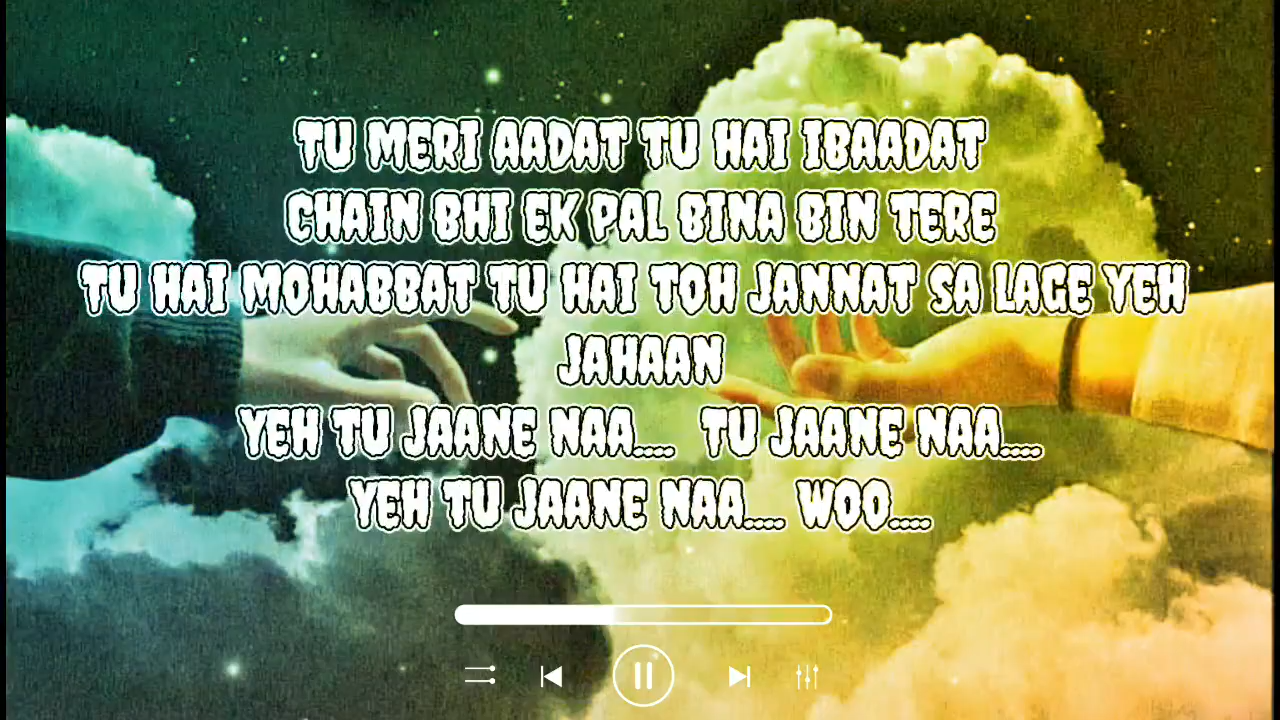 TU MERI AADAT TU HAI IBAADAT
CHAIN BHI EK PAL BINA BIN TERE
TU HAI MOHABBAT TU HAI TOH JANNAT SA LAGE YEH
JAHAAN
YEH TU JAANE NAA.... TU JAANE NAA....
YEH TU JAANE NAA.... WOO....